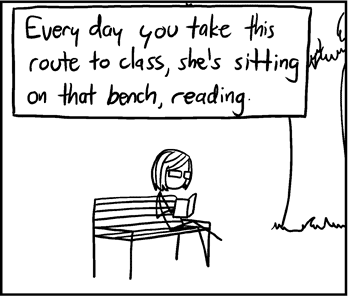 Every day you take this
route to class, she's sitting
on that bench, reading.